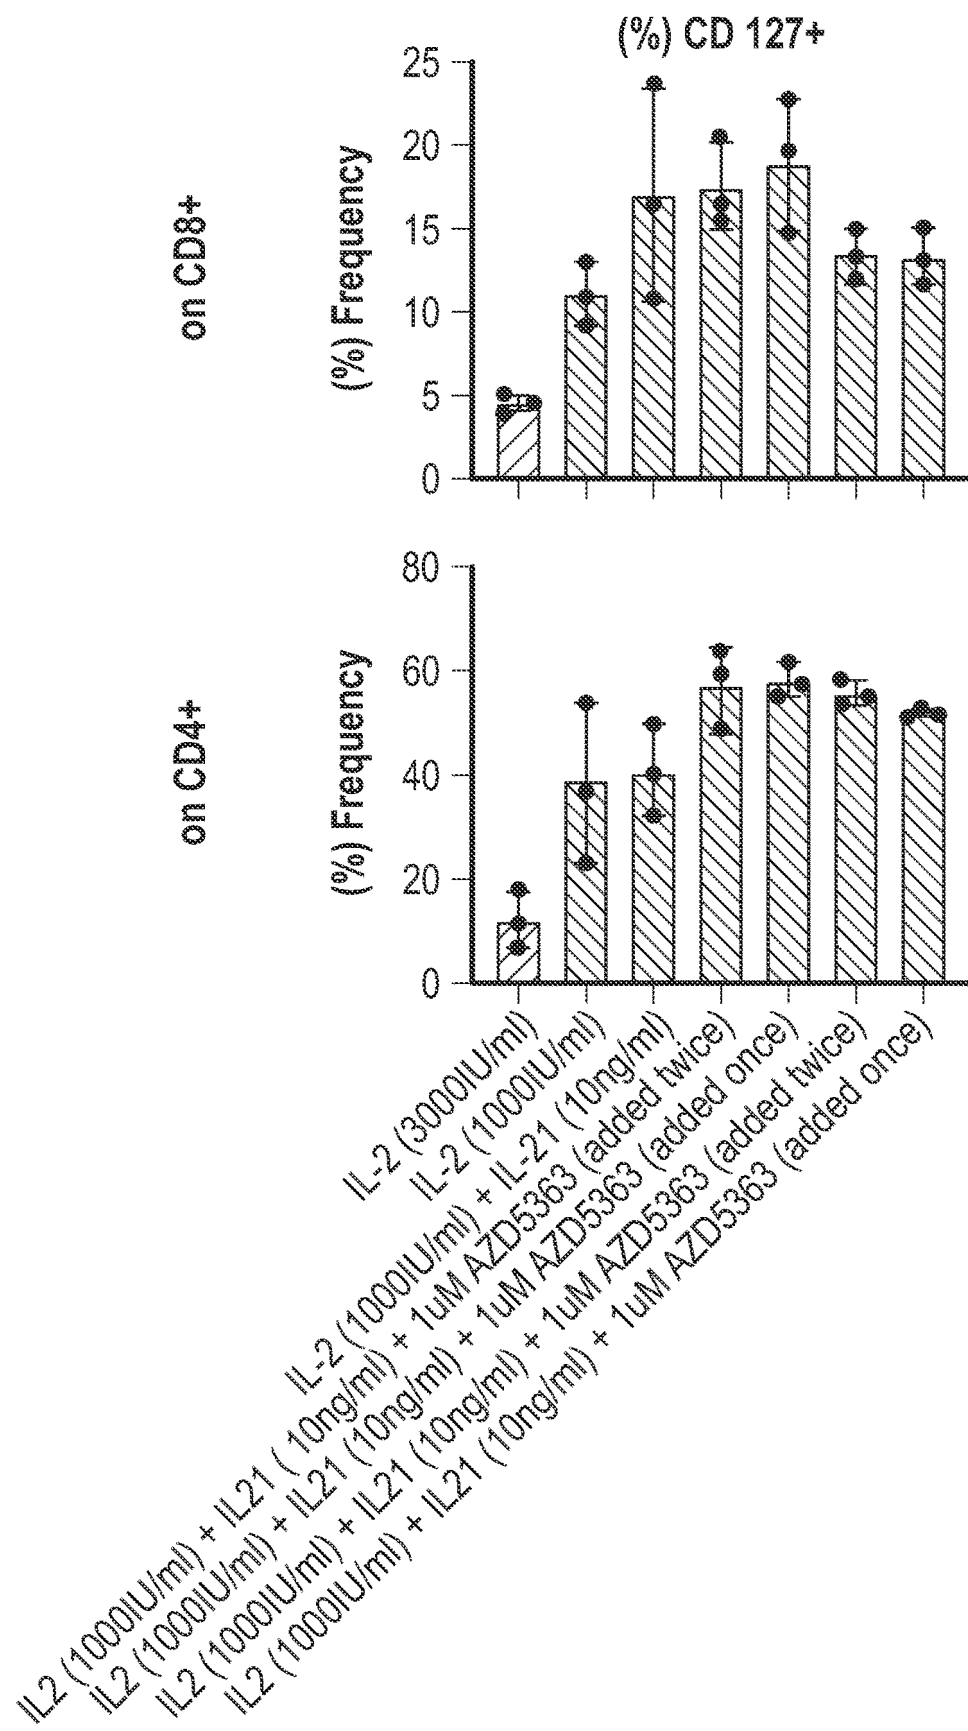 (%) CD 127+
on CD8+
(%) Frequency
25
20
15
10
5
0
on CD4+
(%) Frequency
80
60
40
20
0
IL-2 (3000IU/ml)
IL-2 (1000IU/ml)
IL-2 (1000IU/ml) + IL-21 (10ng/ml)
IL2 (1000IU/ml) + IL21 ( 10ng/ml) + 1uM AZD5363 (added twice)
IL2 (1000IU/ml) + IL21 (10ng/ml) + 1uM AZD5363 (added once)
IL2 (1000IU/ml) + IL21 (10ng/ml) + 1uM AZD5363 (added twice)
IL2 (1000IU/ml) + IL21 (10ng/ml) + 1uM AZD5363 (added once)